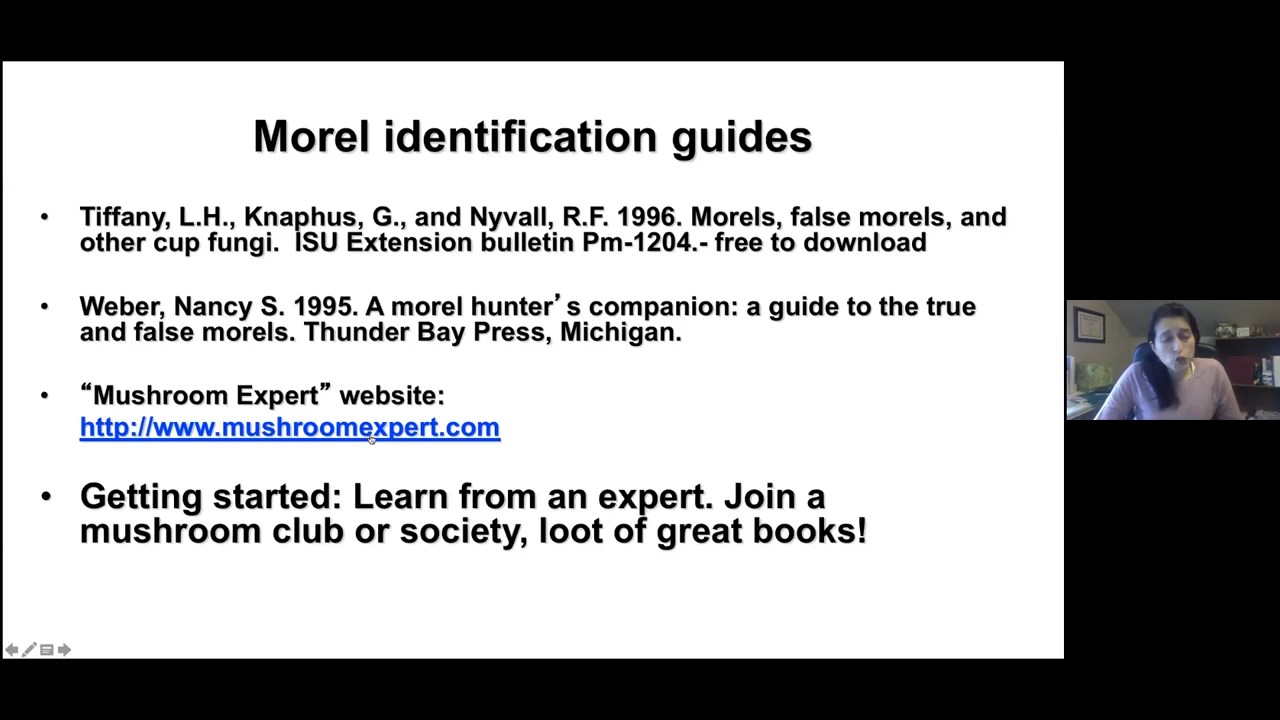 Morel identification guides
• Tiffany, L.H., Knaphus, G., and Nyvall, R.F. 1996. Morels, false morels, and
other cup fungi.  ISU Extension bulletin Pm-1204.- free to download
• Weber, Nancy S. 1995. A morel hunter’s companion: a guide to the true
and false morels. Thunder Bay Press, Michigan.
• “Mushroom Expert” website:
http://www.mushroomexpert.com
• Getting started: Learn from an expert. Join a
mushroom club or society, loot of great books!